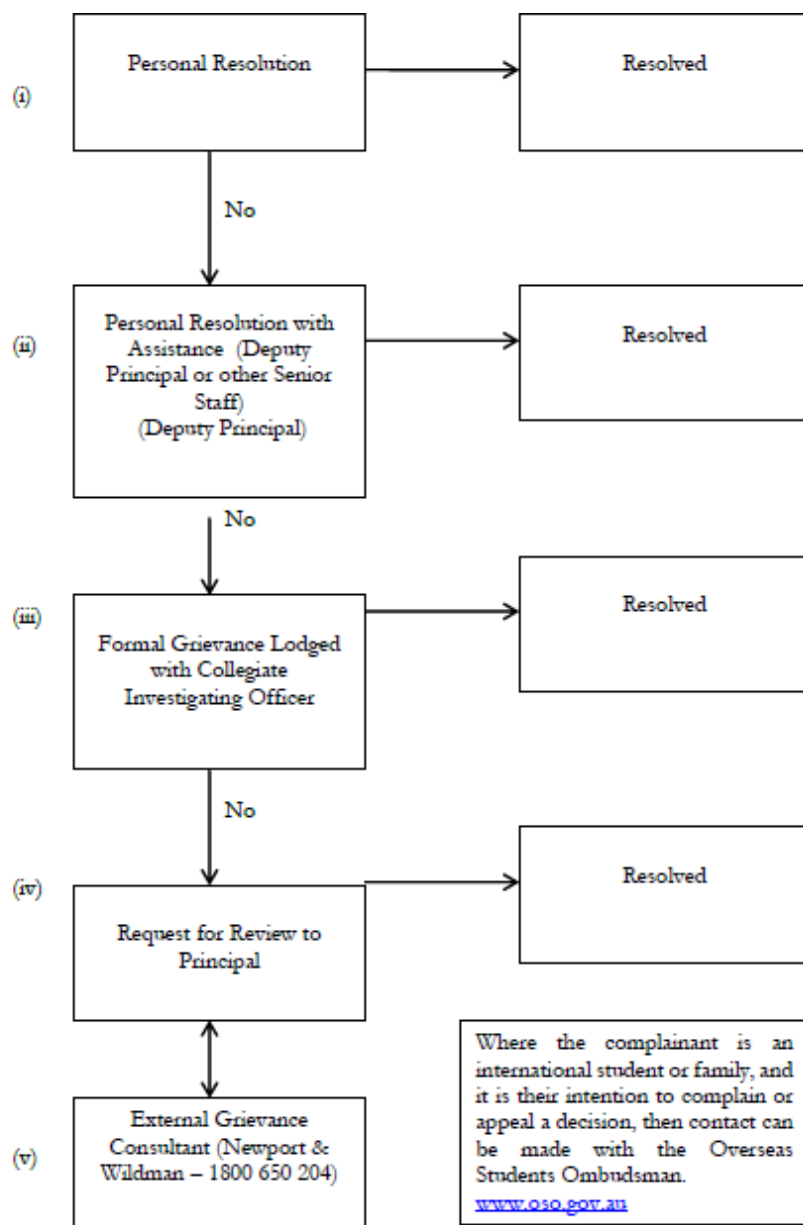 (i)
Personal Resolution
Resolved
No
(ii)
Personal Resolution with
Assistance (Deputy
Principal or other Senior
Staff)
(Deputy Principal)
Resolved
No
(iii)
Formal Grievance Lodged
with Collegiate
Investigating Officer
Resolved
No
(iv)
Request for Review to
Principal
Resolved
(v)
External Grievance
Consultant (Newport &
Wildman – 1800 650 204)
Where the complainant is an
international student or family, and
it is their intention to complain or
appeal a decision, then contact can
be made with the Overseas
Students Ombudsman.
www.oso.gov.au